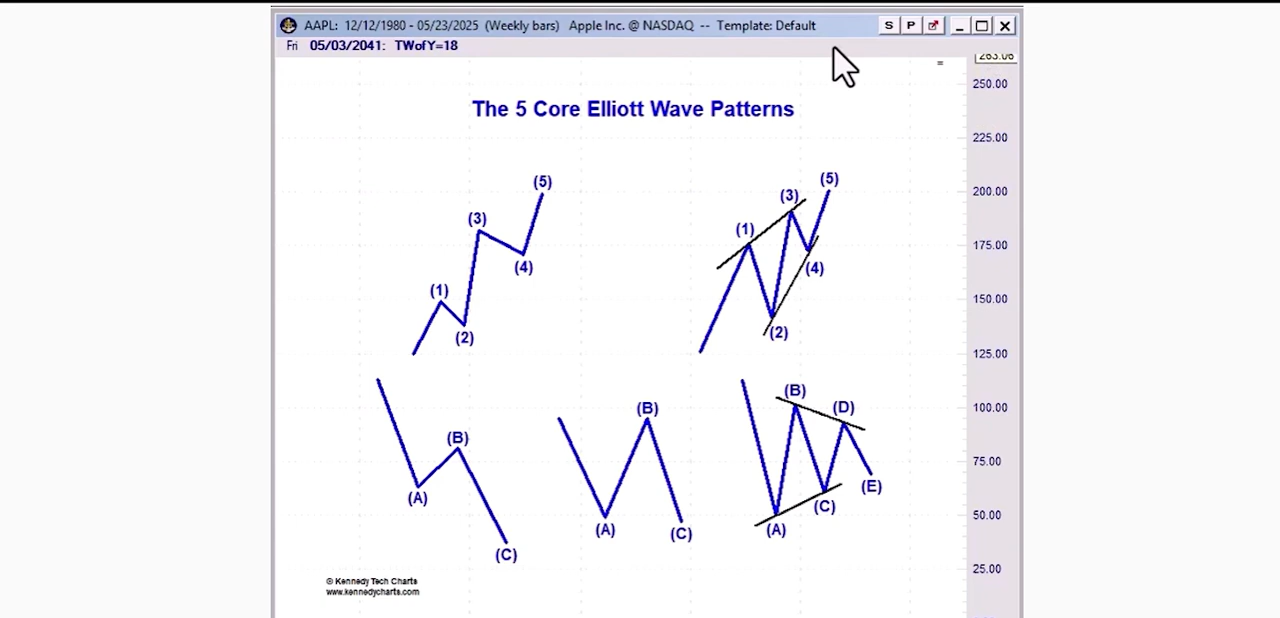 AAPL: 12/12/1980 - 05/23/2025 (Weekly bars) Apple Inc. @ NASDAQ -- Template: Default
S P
Fri 05/03/2041: TWofY=18
=
263.06
250.00
The 5 Core Elliott Wave Patterns
225.00
(5) (5)
200.00
(3)
(3)
(1)
175.00
(4) (4)
(1)
150.00
(2) (2)
125.00
(B)
(B) (D)
100.00
(B)
75.00
(A) (E)
(C)
50.00
(A) (C) (A)
(C)
25.00
© Kennedy Tech Charts
www.kennedycharts.com